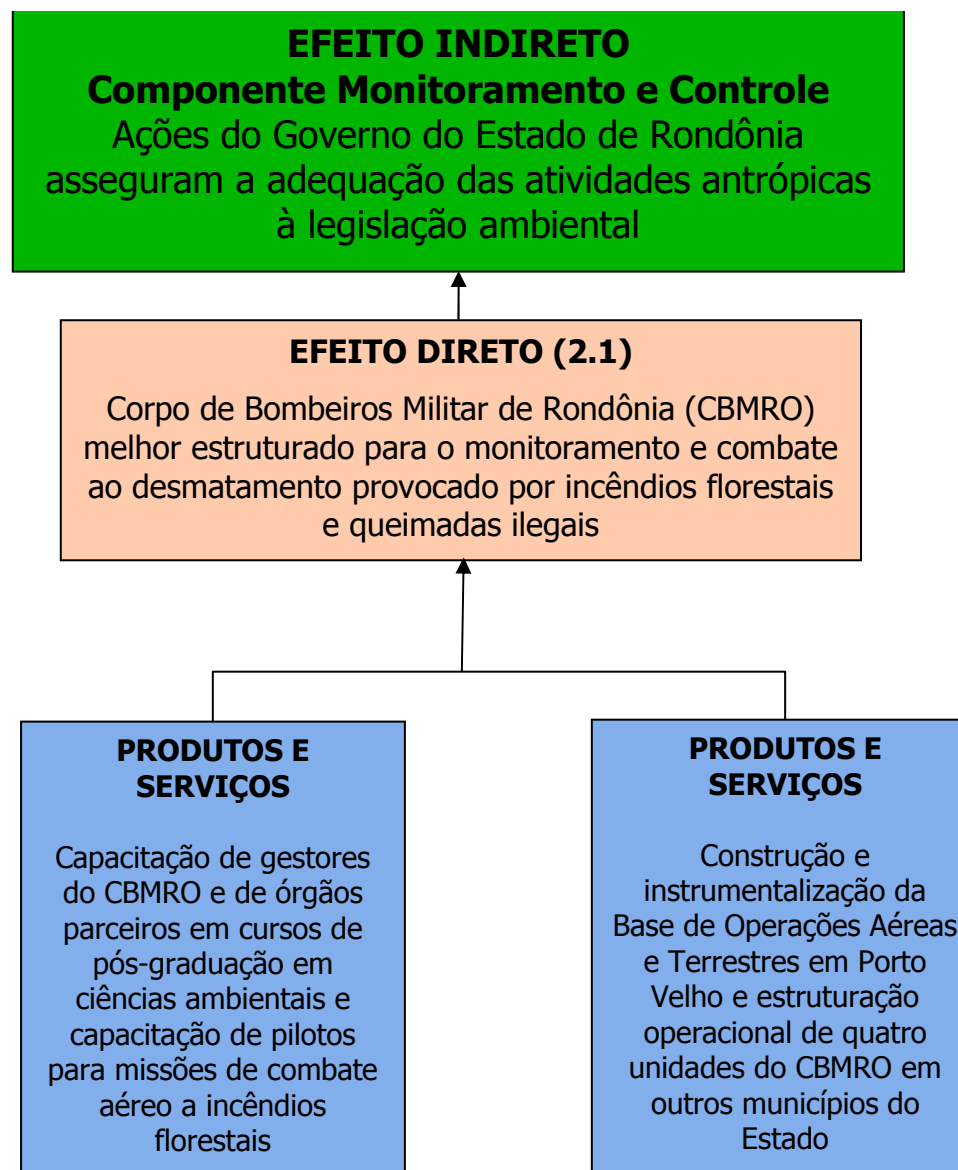 EFEITO INDIRETO
Componente Monitoramento e Controle
Ações do Governo do Estado de Rondônia
asseguram a adequação das atividades antrópicas
à legislação ambiental
EFEITO DIRETO (2.1)
Corpo de Bombeiros Militar de Rondônia (CBMRO)
melhor estruturado para o monitoramento e combate
ao desmatamento provocado por incêndios florestais
e queimadas ilegais
PRODUTOS E
SERVIÇOS
Capacitação de gestores
do CBMRO e de órgãos
parceiros em cursos de
pós-graduação em
ciências ambientais e
capacitação de pilotos
para missões de combate
aéreo a incêndios
florestais
PRODUTOS E
SERVIÇOS
Construção e
instrumentalização da
Base de Operações Aéreas
e Terrestres em Porto
Velho e estruturação
operacional de quatro
unidades do CBMRO em
outros municípios do
Estado